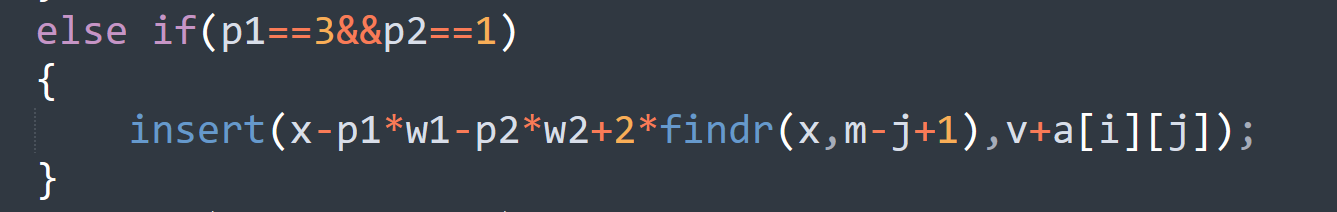 else if(p1==3&&p2==1)
{
insert(x-p1*w1-p2*w2+2*findr(x,m-j+1),v+a[i][j]);
}